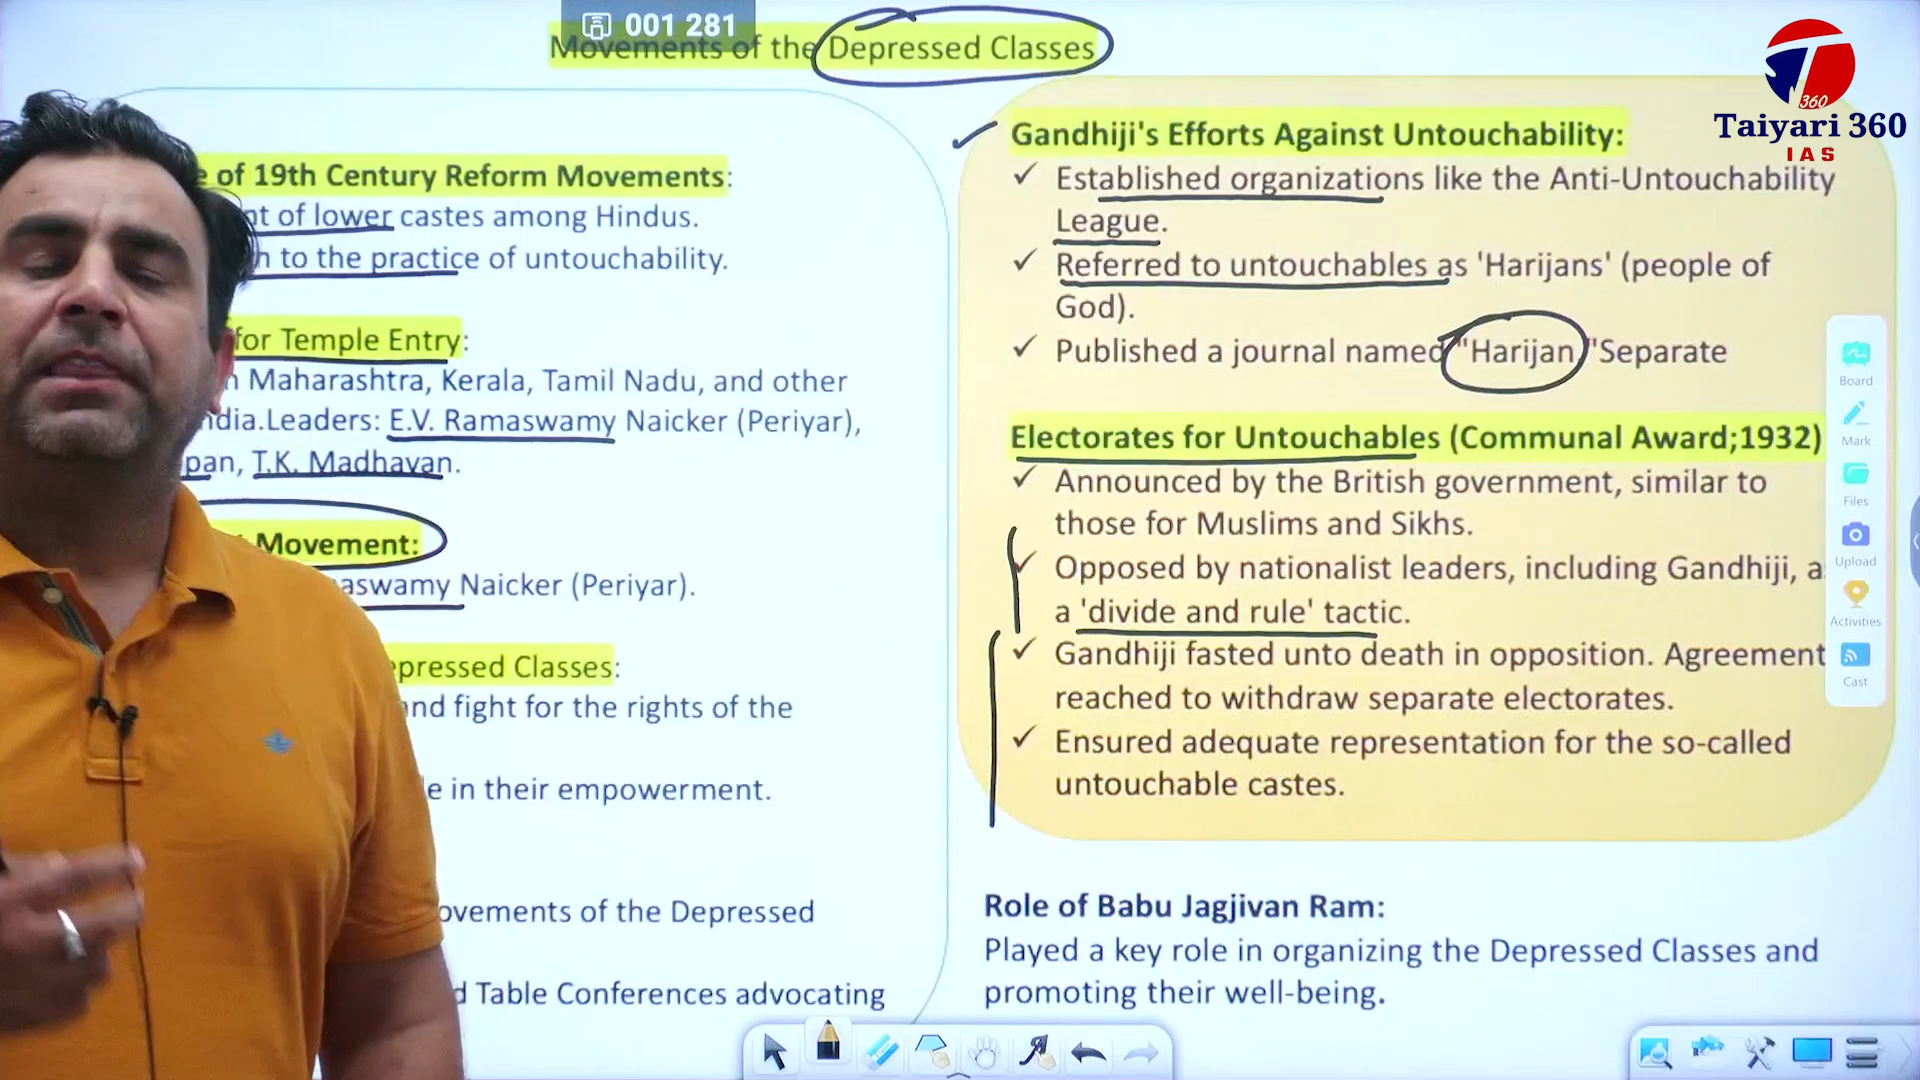 001 281
Movements of the Depressed Classes
Taiyari 360
IAS
360
of 19th Century Reform Movements:
of lower castes among Hindus.
to the practice of untouchability.
for Temple Entry:
Maharashtra, Kerala, Tamil Nadu, and other
Leaders: E.V. Ramaswamy Naicker (Periyar),
T.K. Madhavan.
Movement:
Naicker (Periyar).
Classes:
and fight for the rights of the
in their empowerment.
of the Depressed
Table Conferences advocating
Gandhiji's Efforts Against Untouchability:
✓ Established organizations like the Anti-Untouchability
League.
✓ Referred to untouchables as 'Harijans' (people of
God).
✓ Published a journal named "Harijan."Separate
Electorates for Untouchables (Communal Award;1932)
✓ Announced by the British government, similar to
those for Muslims and Sikhs.
✓ Opposed by nationalist leaders, including Gandhiji,
a 'divide and rule' tactic.
✓ Gandhiji fasted unto death in opposition. Agreement
reached to withdraw separate electorates.
✓ Ensured adequate representation for the so-called
untouchable castes.
Role of Babu Jagjivan Ram:
Played a key role in organizing the Depressed Classes and
promoting their well-being.
Board
Mark
Files
Upload
Activities
Cast